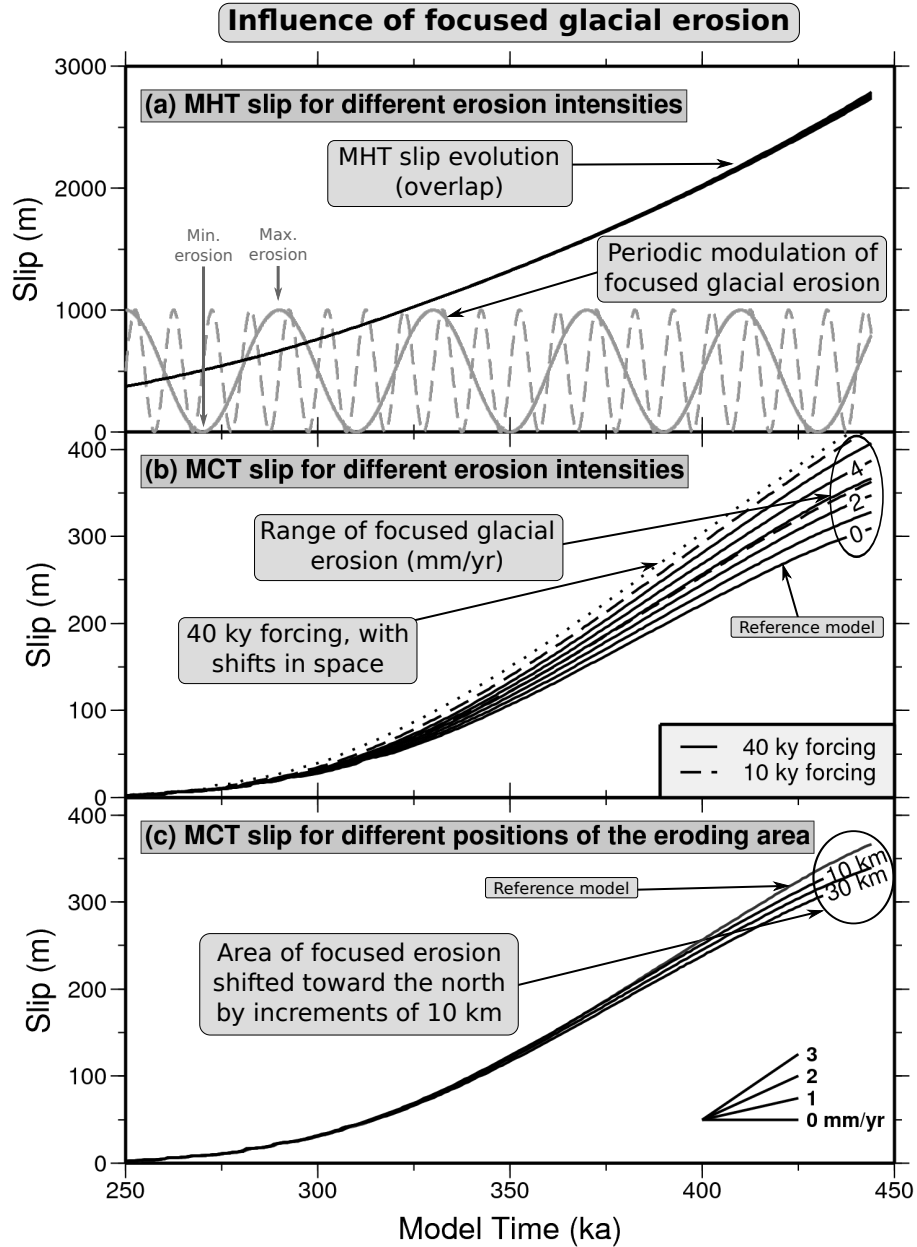 Influence of focused glacial erosion
3000
2000
1000
0
Slip (m)
(a) MHT slip for different erosion intensities
MHT slip evolution
(overlap)
Min.
erosion
Max.
erosion
Periodic modulation of
focused glacial erosion
400
300
200
100
0
Slip (m)
(b) MCT slip for different erosion intensities
4
2
0
Range of focused glacial
erosion (mm/yr)
40 ky forcing, with
shifts in space
Reference model
40 ky forcing
10 ky forcing
400
300
200
100
0
Slip (m)
(c) MCT slip for different positions of the eroding area
10 km
30 km
Reference model
Area of focused erosion
shifted toward the north
by increments of 10 km
3
2
1
0 mm/yr
250
300
350
400
450
Model Time (ka)